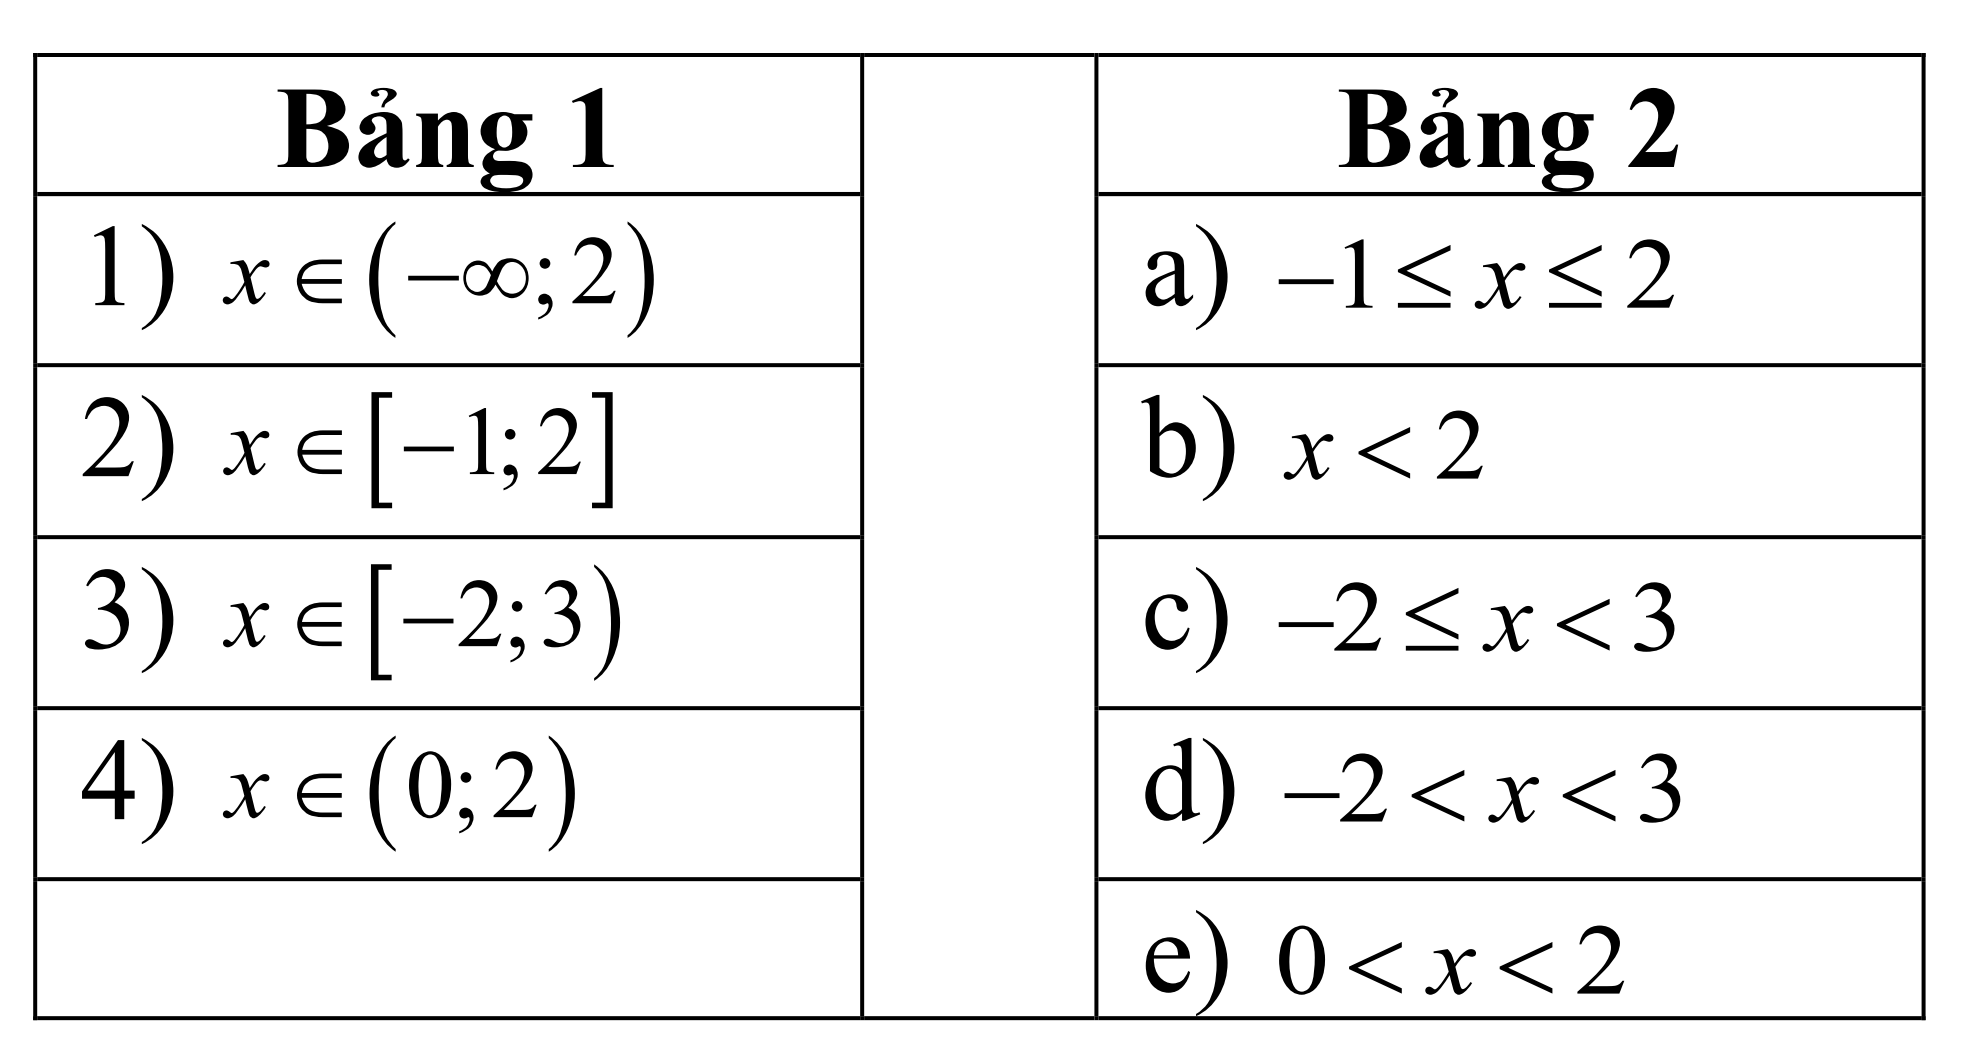 Bảng 1 Bảng 2
1) x ∈ (−∞; 2) a) −1 ≤ x ≤ 2
2) x ∈ [−1; 2] b) x < 2
3) x ∈ [−2; 3) c) −2 ≤ x < 3
4) x ∈ (0; 2) d) −2 < x < 3
e) 0 < x < 2